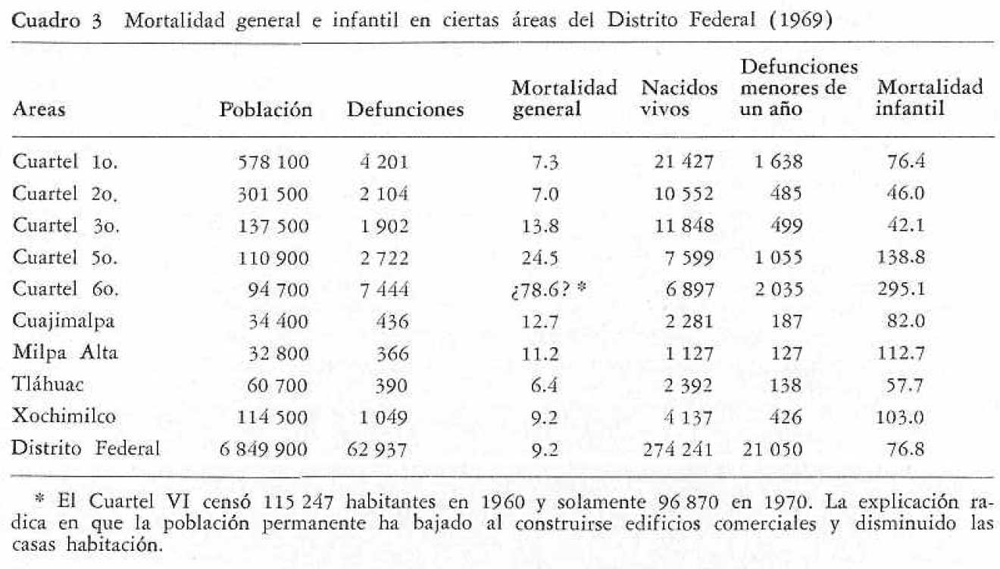 Cuadro 3 Mortalidad general e infantil en ciertas áreas del Distrito Federal (1969)
Areas Población Defunciones Mortalidad general Nacidos vivos Defunciones menores de un año Mortalidad infantil
Cuartel 1o. 578 100 4 201 7.3 21 427 1 638 76.4
Cuartel 2o. 301 500 2 104 7.0 10 552 485 46.0
Cuartel 3o. 137 500 1 902 13.8 11 848 499 42.1
Cuartel 5o. 110 900 2 722 24.5 7 599 1 055 138.8
Cuartel 6o. 94 700 7 444 ¿78.6? * 6 897 2 035 295.1
Cuajimalpa 34 400 436 12.7 2 281 187 82.0
Milpa Alta 32 800 366 11.2 1 127 127 112.7
Tláhuac 60 700 390 6.4 2 392 138 57.7
Xochimilco 114 500 1 049 9.2 4 137 426 103.0
Distrito Federal 6 849 900 62 937 9.2 274 241 21 050 76.8
* El Cuartel VI censó 115 247 habitantes en 1960 y solamente 96 870 en 1970. La explicación ra-
dica en que la población permanente ha bajado al construirse edificios comerciales y disminuido las
casas habitación.